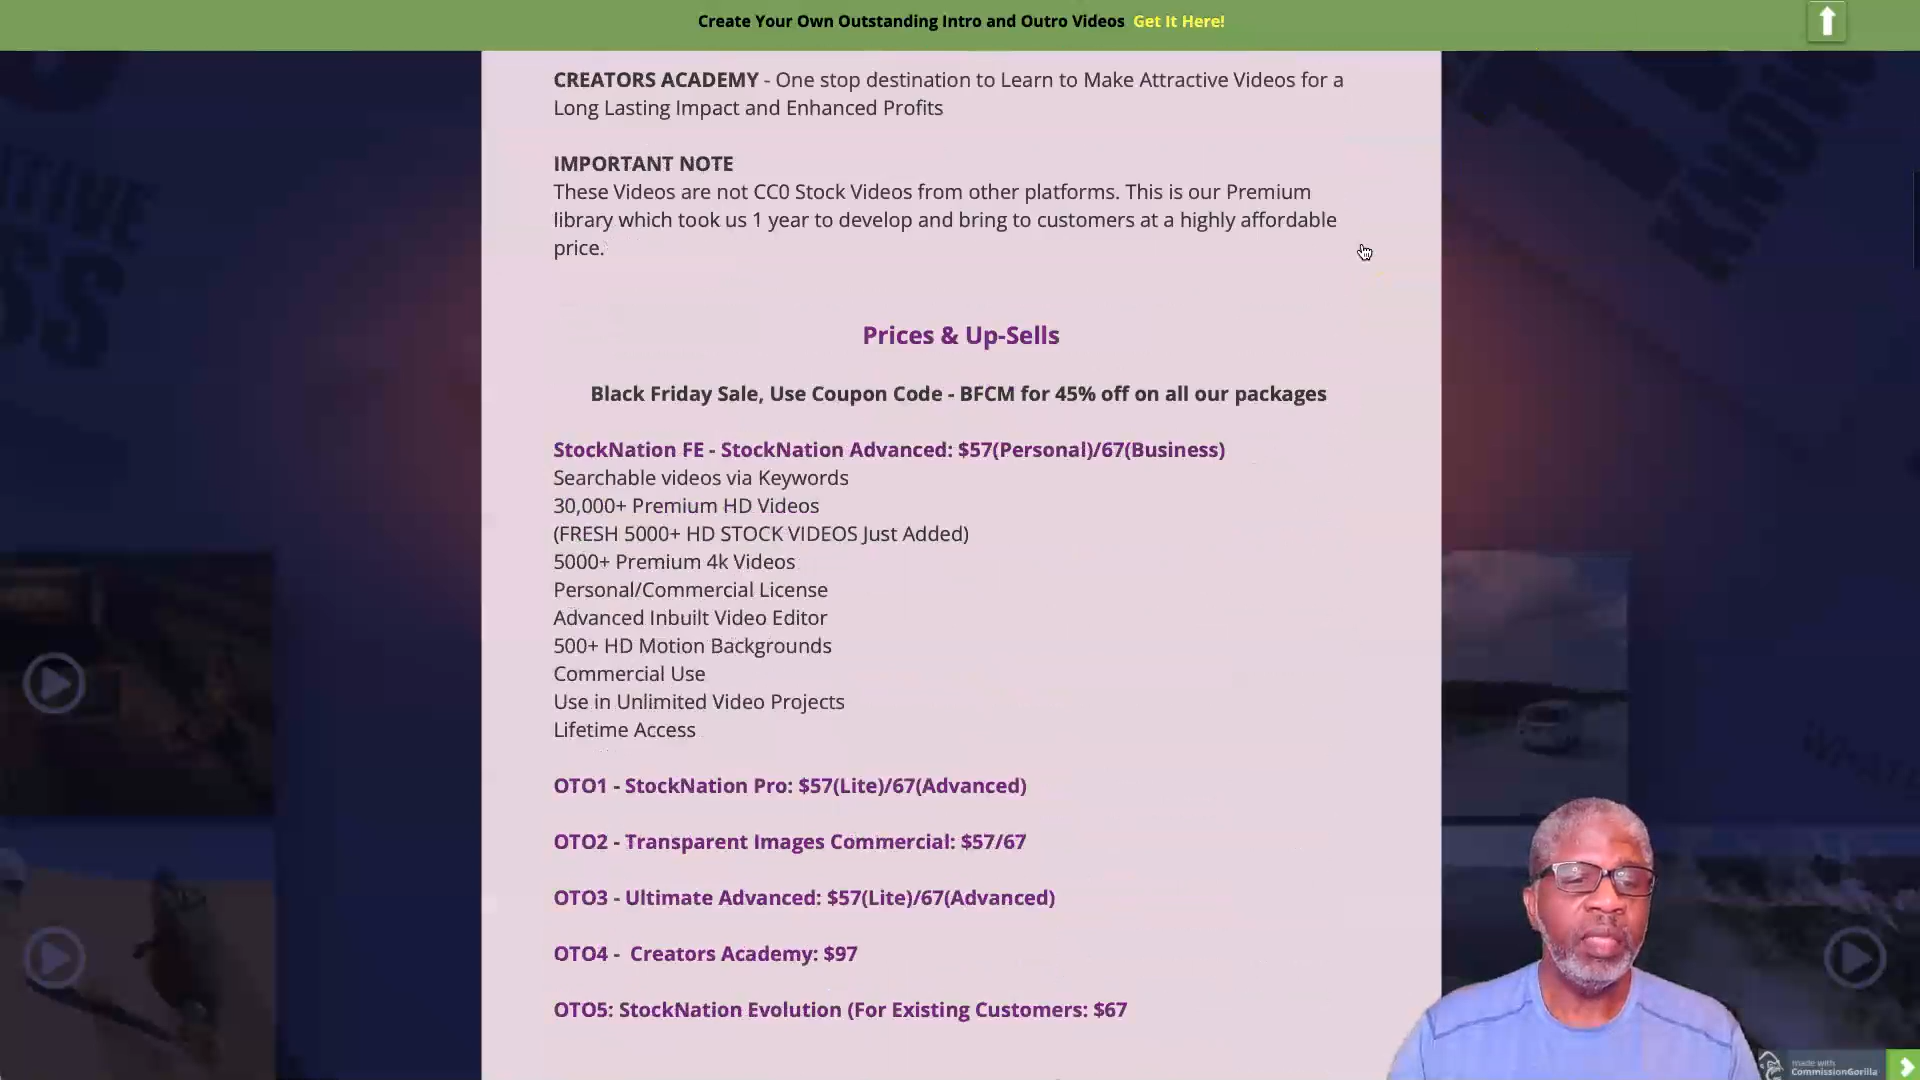 Create Your Own Outstanding Intro and Outro Videos Get It Here!
CREATORS ACADEMY - One stop destination to Learn to Make Attractive Videos for a
Long Lasting Impact and Enhanced Profits
IMPORTANT NOTE
These Videos are not CC0 Stock Videos from other platforms. This is our Premium
library which took us 1 year to develop and bring to customers at a highly affordable
price.
Prices & Up-Sells
Black Friday Sale, Use Coupon Code - BFCM for 45% off on all our packages
StockNation FE - StockNation Advanced: $57(Personal)/67(Business)
Searchable videos via Keywords
30,000+ Premium HD Videos
(FRESH 5000+ HD STOCK VIDEOS Just Added)
5000+ Premium 4k Videos
Personal/Commercial License
Advanced Inbuilt Video Editor
500+ HD Motion Backgrounds
Commercial Use
Use in Unlimited Video Projects
Lifetime Access
OTO1 - StockNation Pro: $57(Lite)/67(Advanced)
OTO2 - Transparent Images Commercial: $57/67
OTO3 - Ultimate Advanced: $57(Lite)/67(Advanced)
OTO4 - Creators Academy: $97
OTO5: StockNation Evolution (For Existing Customers: $67
made with
CommissionGorilla